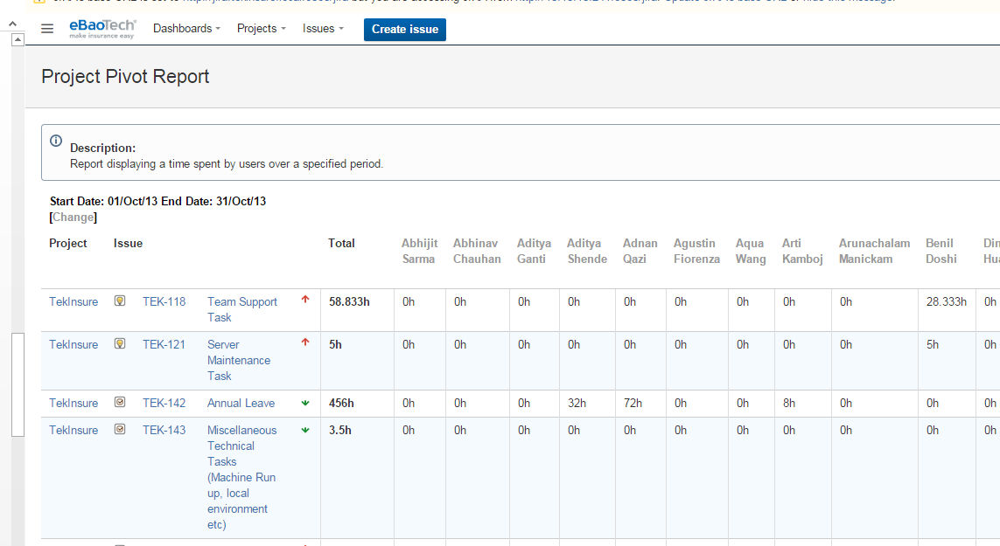 but you are accessing
eBaoTech®
make insurance easy
Dashboards Projects Issues Create issue
Project Pivot Report
Description:
Report displaying a time spent by users over a specified period.
Start Date: 01/Oct/13 End Date: 31/Oct/13
[Change]
Project Issue Total Abhijit Sarma Abhinav Chauhan Aditya Ganti Aditya Shende Adnan Qazi Agustin Fiorenza Aqua Wang Arti Kamboj Arunachalam Manickam Benil Doshi
TekInsure TEK-118 Team Support 58.833h 0h 0h 0h 0h 0h 0h 0h 0h 0h 28.333h 0h
Task
TekInsure TEK-121 Server 5h 0h 0h 0h 0h 0h 0h 0h 0h 0h 5h 0h
Maintenance
Task
TekInsure TEK-142 Annual Leave 456h 0h 0h 0h 32h 72h 0h 0h 8h 0h 0h 0h
TekInsure TEK-143 Miscellaneous 3.5h 0h 0h 0h 0h 0h 0h 0h 0h 0h 0h 0h
Technical
Tasks
(Machine Run
up, local
environment
etc)